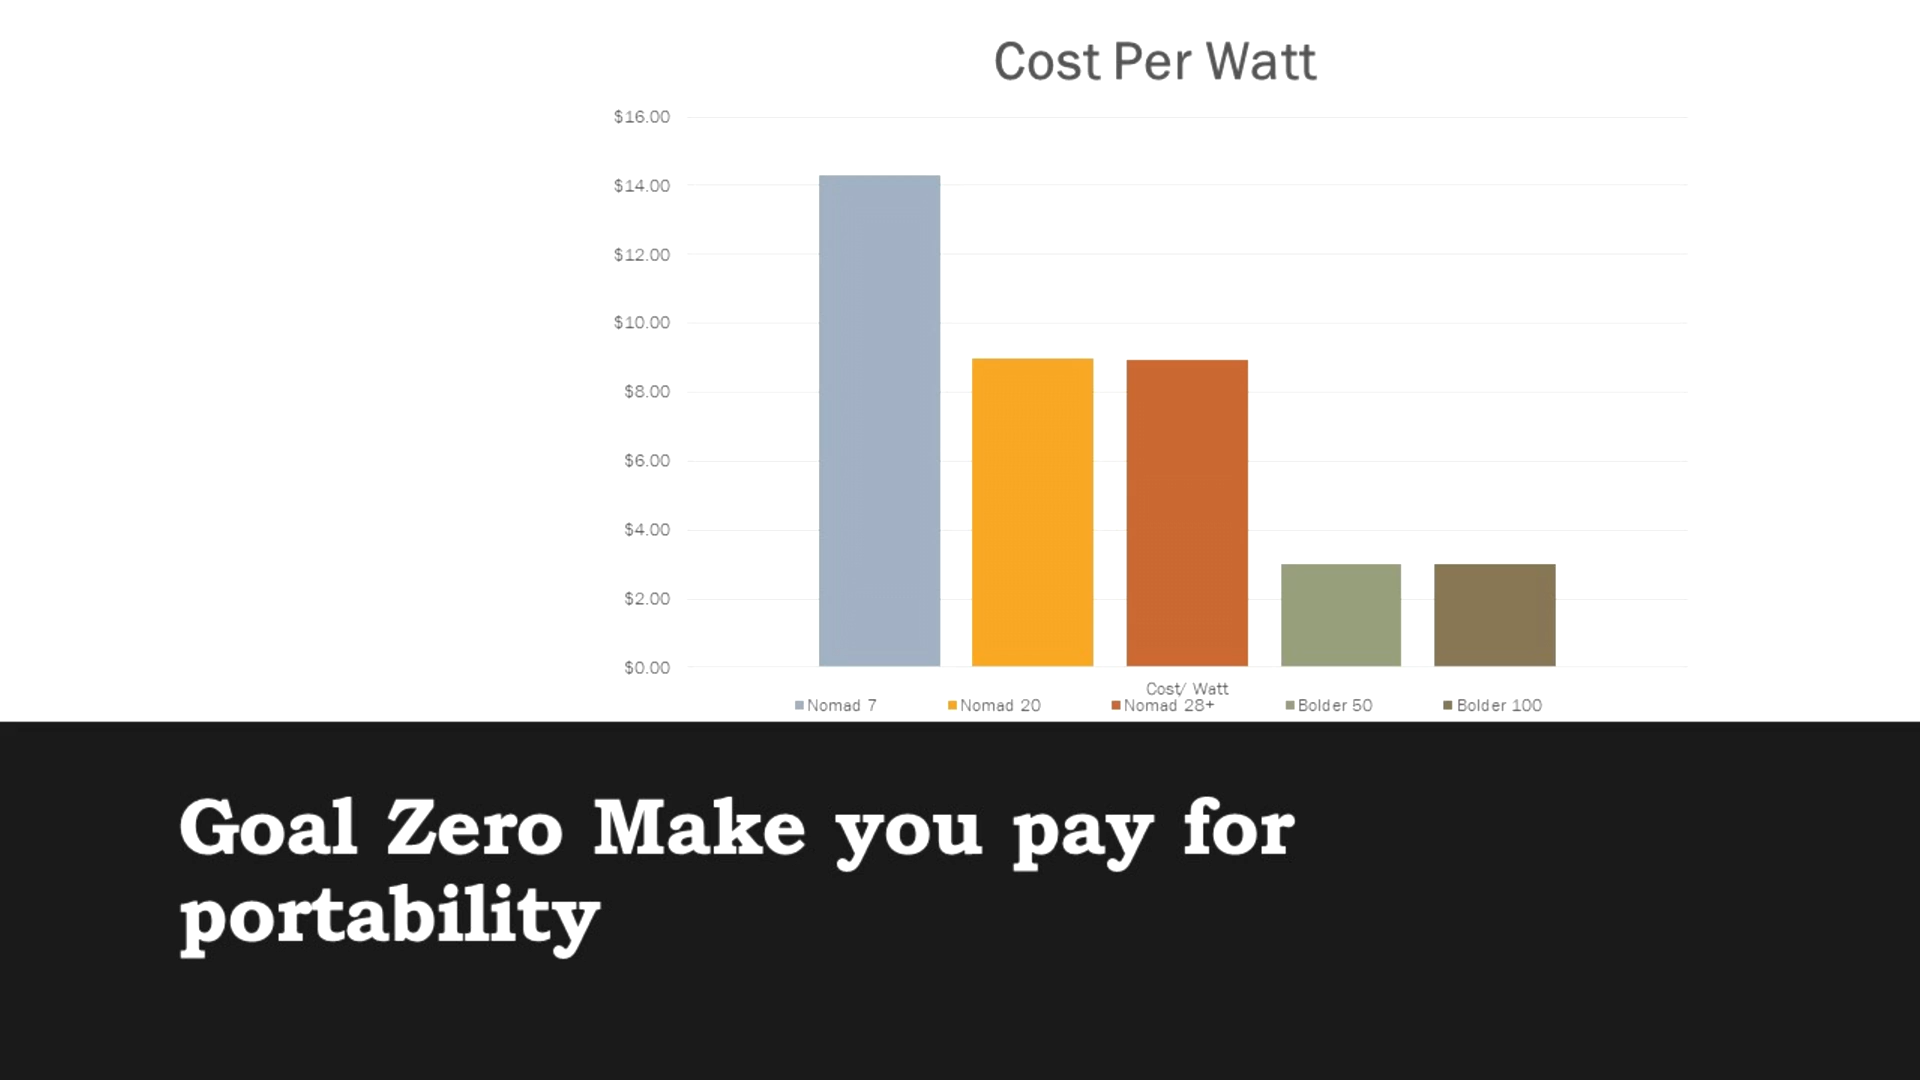 Cost Per Watt
$16.00
$14.00
$12.00
$10.00
$8.00
$6.00
$4.00
$2.00
$0.00
Cost/ Watt
Nomad 7 Nomad 20 Nomad 28+ Bolder 50 Bolder 100
Goal Zero Make you pay for
portability